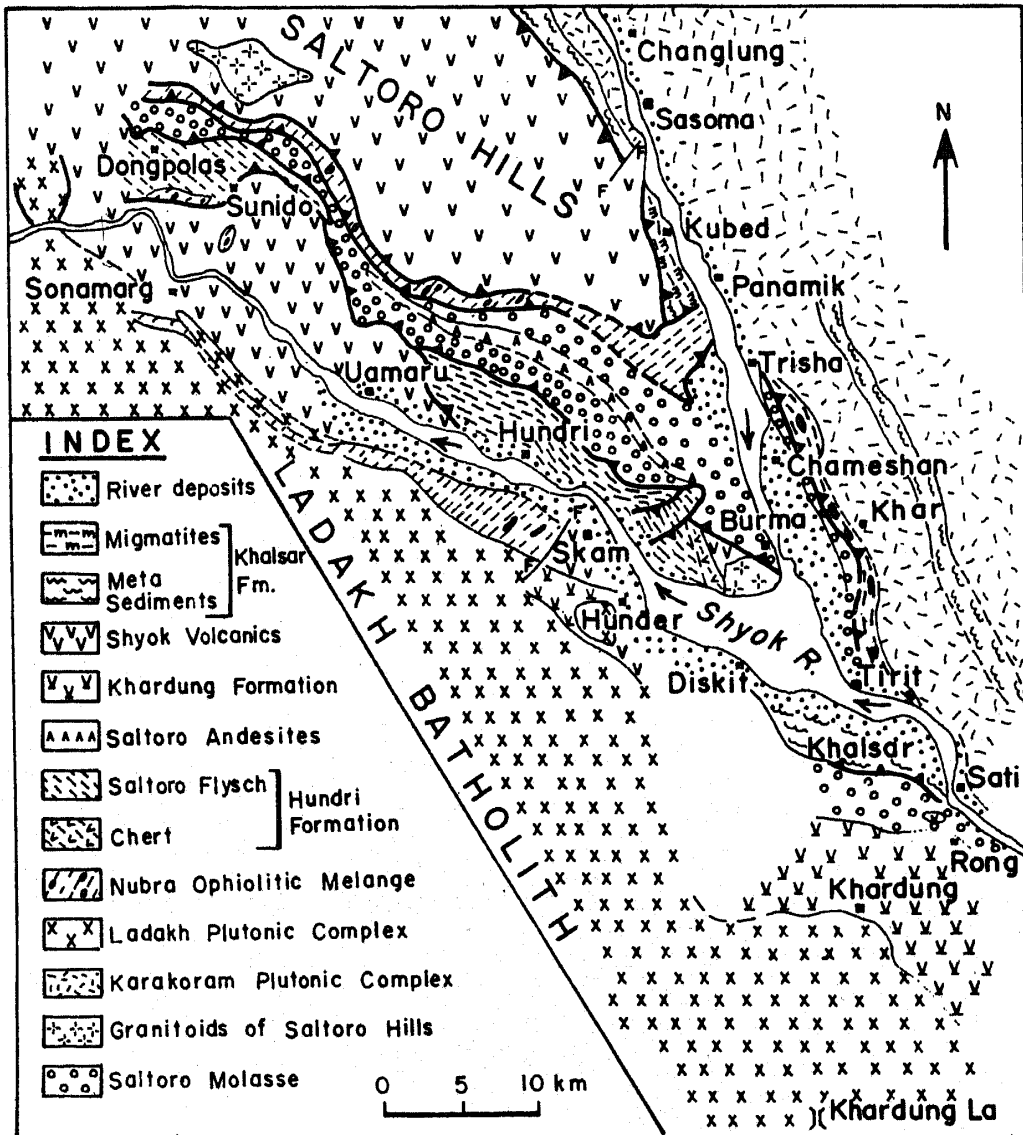 SALTORO HILLS
Changlung
Sasoma
N
F
F
Dongpolas
Sunido
Kubed
Sonamarg
Panamik
Uamaru
Trisha
Hundri
Chameshan
Khar
Burma
F
Skam
F
Hunder
Shyok R.
Diskit
Tirit
Khalsar
Sati
Rong
Khardung
Khardung La
LADAKH BATHOLITH
INDEX
River deposits
Migmatites
Meta
Sediments
Khalsar
Fm.
Shyok Volcanics
Khardung Formation
Saltoro Andesites
Saltoro Flysch
Chert
Hundri
Formation
Nubra Ophiolitic Melange
Ladakh Plutonic Complex
Karakoram Plutonic Complex
Granitoids of Saltoro Hills
Saltoro Molasse
0 5 10 km